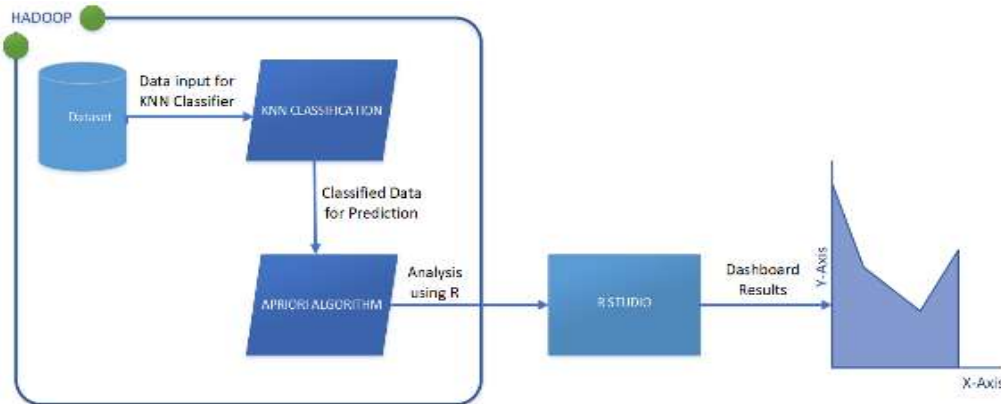 HADOOP
Data input for
KNN Classifier
Dataset
KNN CLASSIFICATION
Classified Data
for Prediction
APRIORI ALGORITHM
Analysis
using R
R STUDIO
Dashboard
Results
Y-Axis
X-Axis